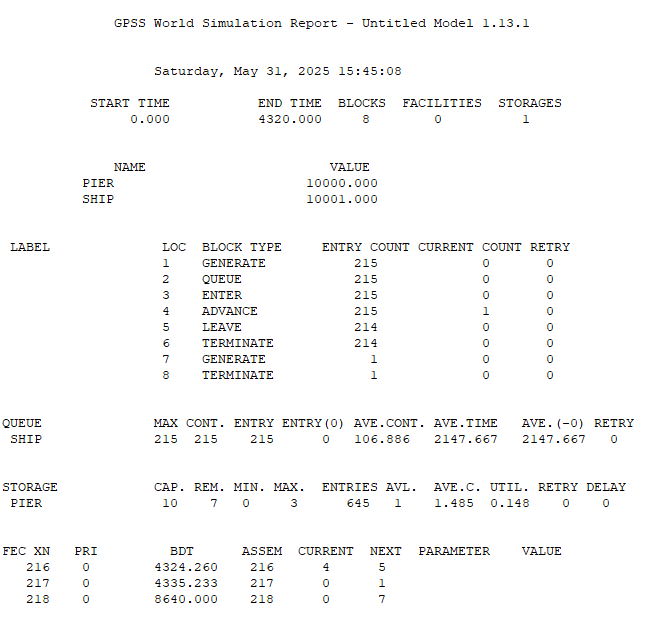 GPSS World Simulation Report - Untitled Model 1.13.1
Saturday, May 31, 2025 15:45:08
START TIME END TIME BLOCKS FACILITIES STORAGES
0.000 4320.000 8 0 1
NAME VALUE
PIER 10000.000
SHIP 10001.000
LABEL LOC BLOCK TYPE ENTRY COUNT CURRENT COUNT RETRY
1 GENERATE 215 0 0
2 QUEUE 215 0 0
3 ENTER 215 0 0
4 ADVANCE 215 1 0
5 LEAVE 214 0 0
6 TERMINATE 214 0 0
7 GENERATE 1 0 0
8 TERMINATE 1 0 0
QUEUE MAX CONT. ENTRY ENTRY(0) AVE.CONT. AVE.TIME AVE.(-0) RETRY
SHIP 215 215 215 0 106.886 2147.667 2147.667 0
STORAGE CAP. REM. MIN. MAX. ENTRIES AVL. AVE.C. UTIL. RETRY DELAY
PIER 10 7 0 3 645 1 1.485 0.148 0 0
FEC XN PRI BDT ASSEM CURRENT NEXT PARAMETER VALUE
216 0 4324.260 216 4 5
217 0 4335.233 217 0 1
218 0 8640.000 218 0 7